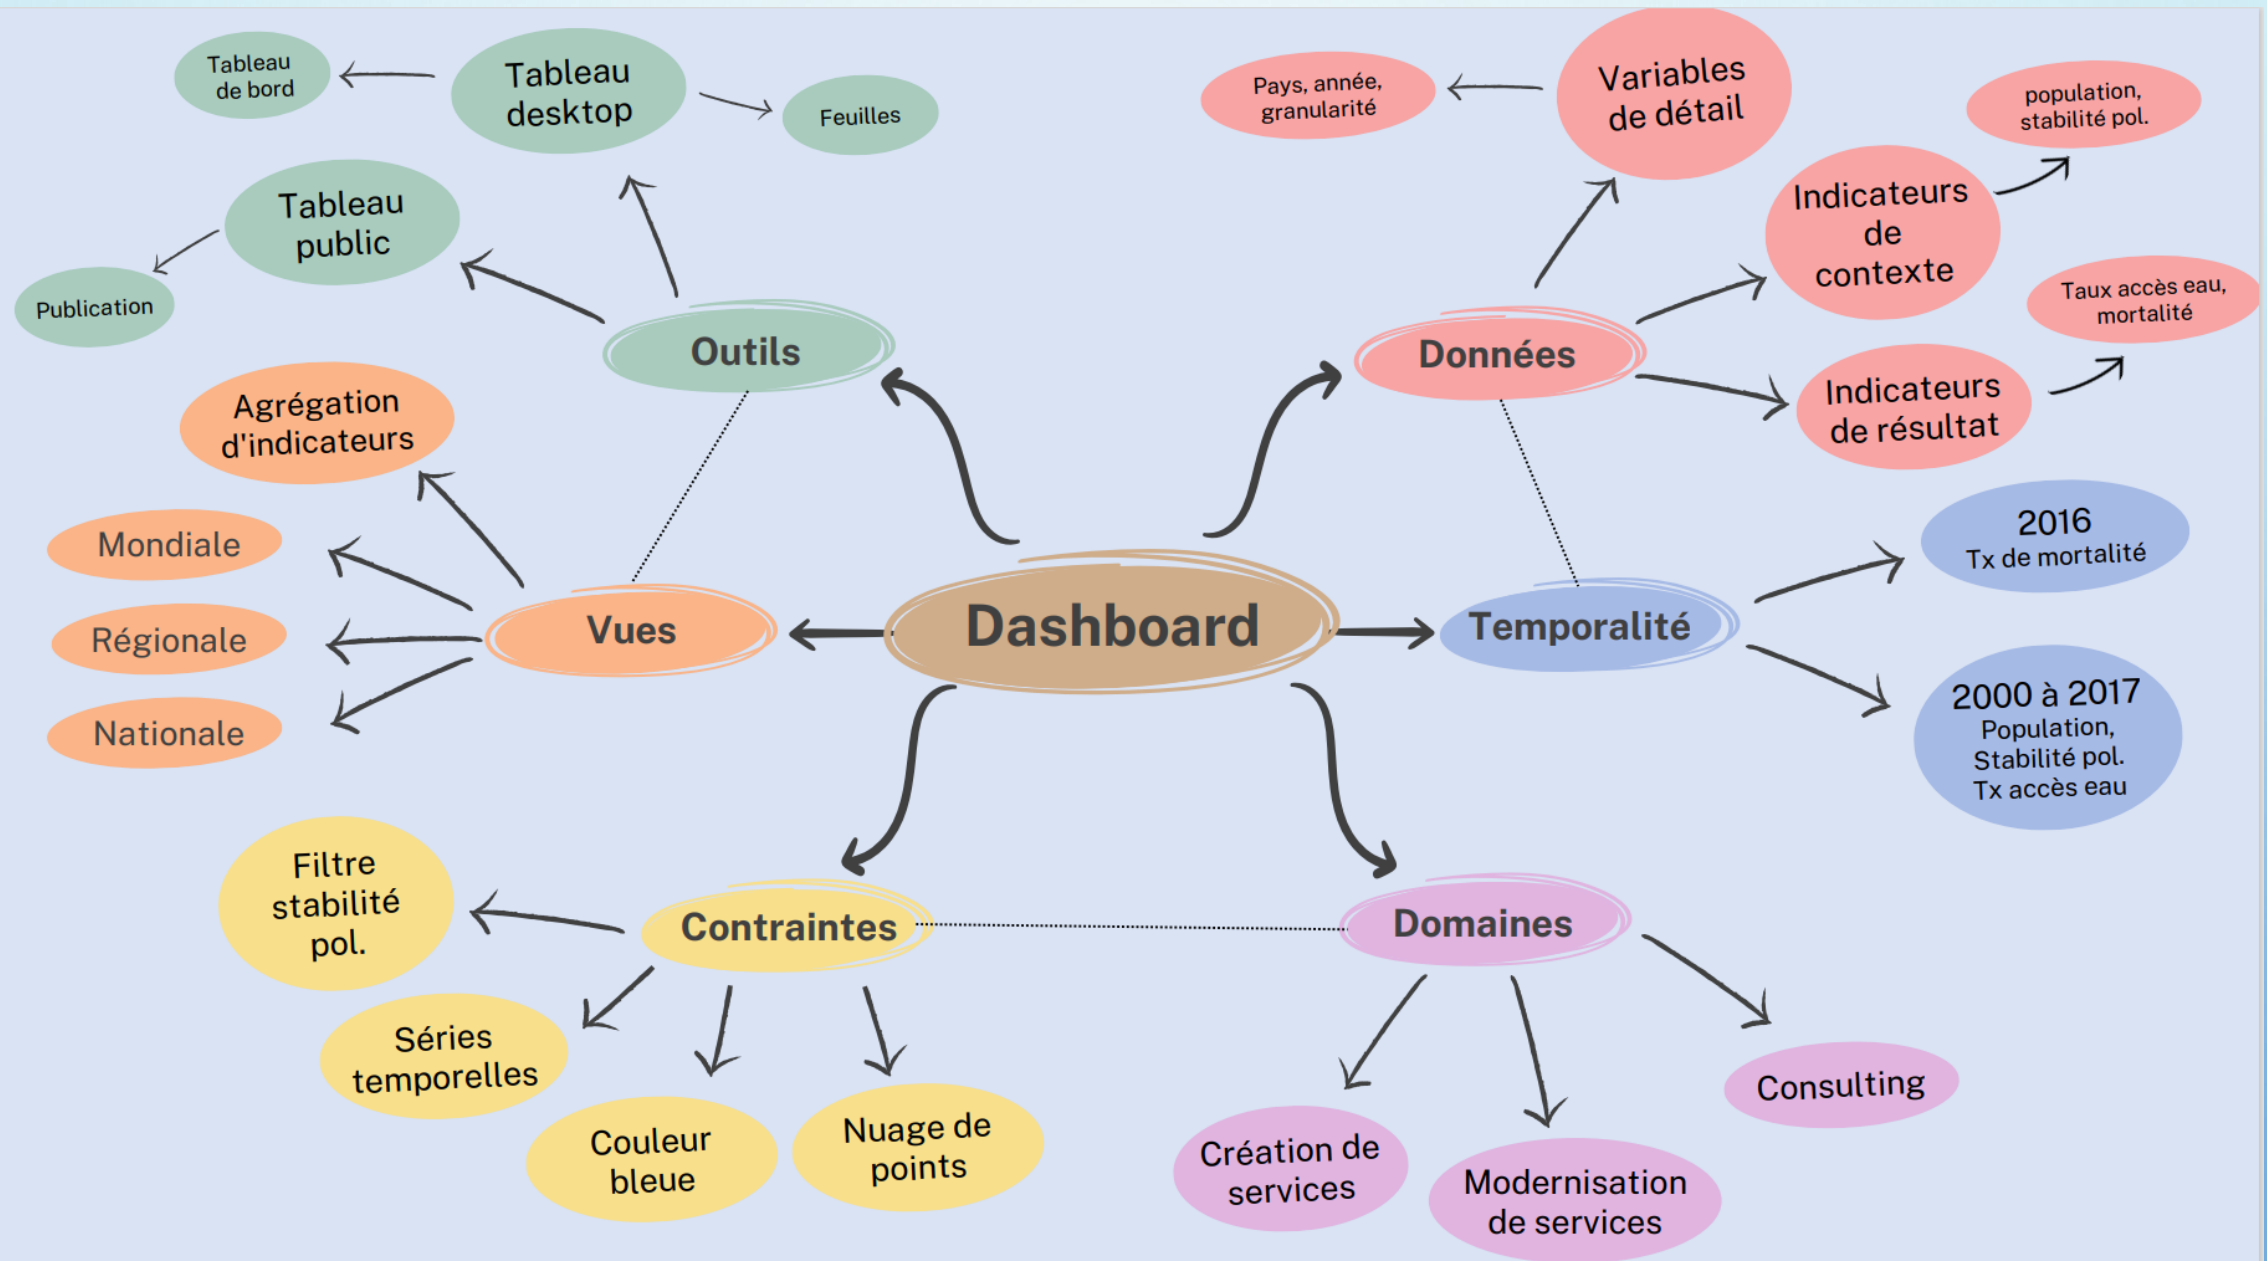 Tableau
de bord
Tableau
desktop
Feuilles
Tableau
public
Publication
Outils
Agrégation
d'indicateurs
Mondiale
Régionale
Nationale
Vues
Dashboard
Pays, année,
granularité
Variables
de détail
population,
stabilité pol.
Indicateurs
de
contexte
Taux accès eau,
mortalité
Données
Indicateurs
de résultat
2016
Tx de mortalité
Temporalité
2000 à 2017
Population,
Stabilité pol.
Tx accès eau
Filtre
stabilité
pol.
Contraintes
Séries
temporelles
Couleur
bleue
Nuage de
points
Domaines
Consulting
Création de
services
Modernisation
de services